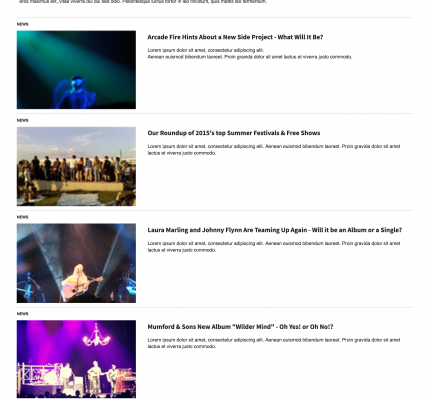 eros maximus elit, vitae viverra dui dui sed odio. Pellentesque luctus tortor in leo tincidunt, quis mattis leo fermentum.
NEWS
Arcade Fire Hints About a New Side Project - What Will It Be?
Lorem ipsum dolor sit amet, consectetur adipiscing elit.
Aenean euismod bibendum laoreet. Proin gravida dolor sit amet lactus et viverra justo commodo.
NEWS
Our Roundup of 2015's top Summer Festivals & Free Shows
Lorem ipsum dolor sit amet, consectetur adipiscing elit. Aenean euismod bibendum laoreet. Proin gravida dolor sit amet
lactus et viverra justo commodo.
NEWS
Laura Marling and Johnny Flynn Are Teaming Up Again - Will it be an Album or a Single?
Lorem ipsum dolor sit amet, consectetur adipiscing elit. Aenean euismod bibendum laoreet. Proin gravida dolor sit amet
lactus et viverra justo commodo.
NEWS
Mumford & Sons New Album "Wilder Mind" - Oh Yes! or Oh No!?
Lorem ipsum dolor sit amet, consectetur adipiscing elit. Aenean euismod bibendum laoreet. Proin gravida dolor sit amet
lactus et viverra justo commodo.